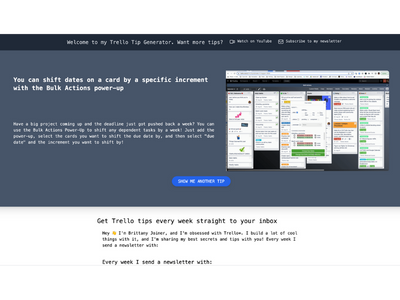 Welcome to my Trello Tip Generator. Want more tips? Watch on YouTube Subscribe to my newsletter
You can shift dates on a card by a specific increment
with the Bulk Actions power-up
Have a big project coming up and the deadline just got pushed back a week? You can
use the Bulk Actions Power-Up to shift any dependent tasks by a week! Just add the
power-up, select the cards you want to shift the due date by, and then select "due
date" and the increment you want to shift by!
SHOW ME ANOTHER TIP
Get Trello tips every week straight to your inbox
Hey 👋 I'm Brittany Joiner, and I'm obsessed with Trello*. I build a lot of cool
things with it, and I'm sharing my best secrets and tips with you! Every week I
send a newsletter with:
Every week I send a newsletter with: